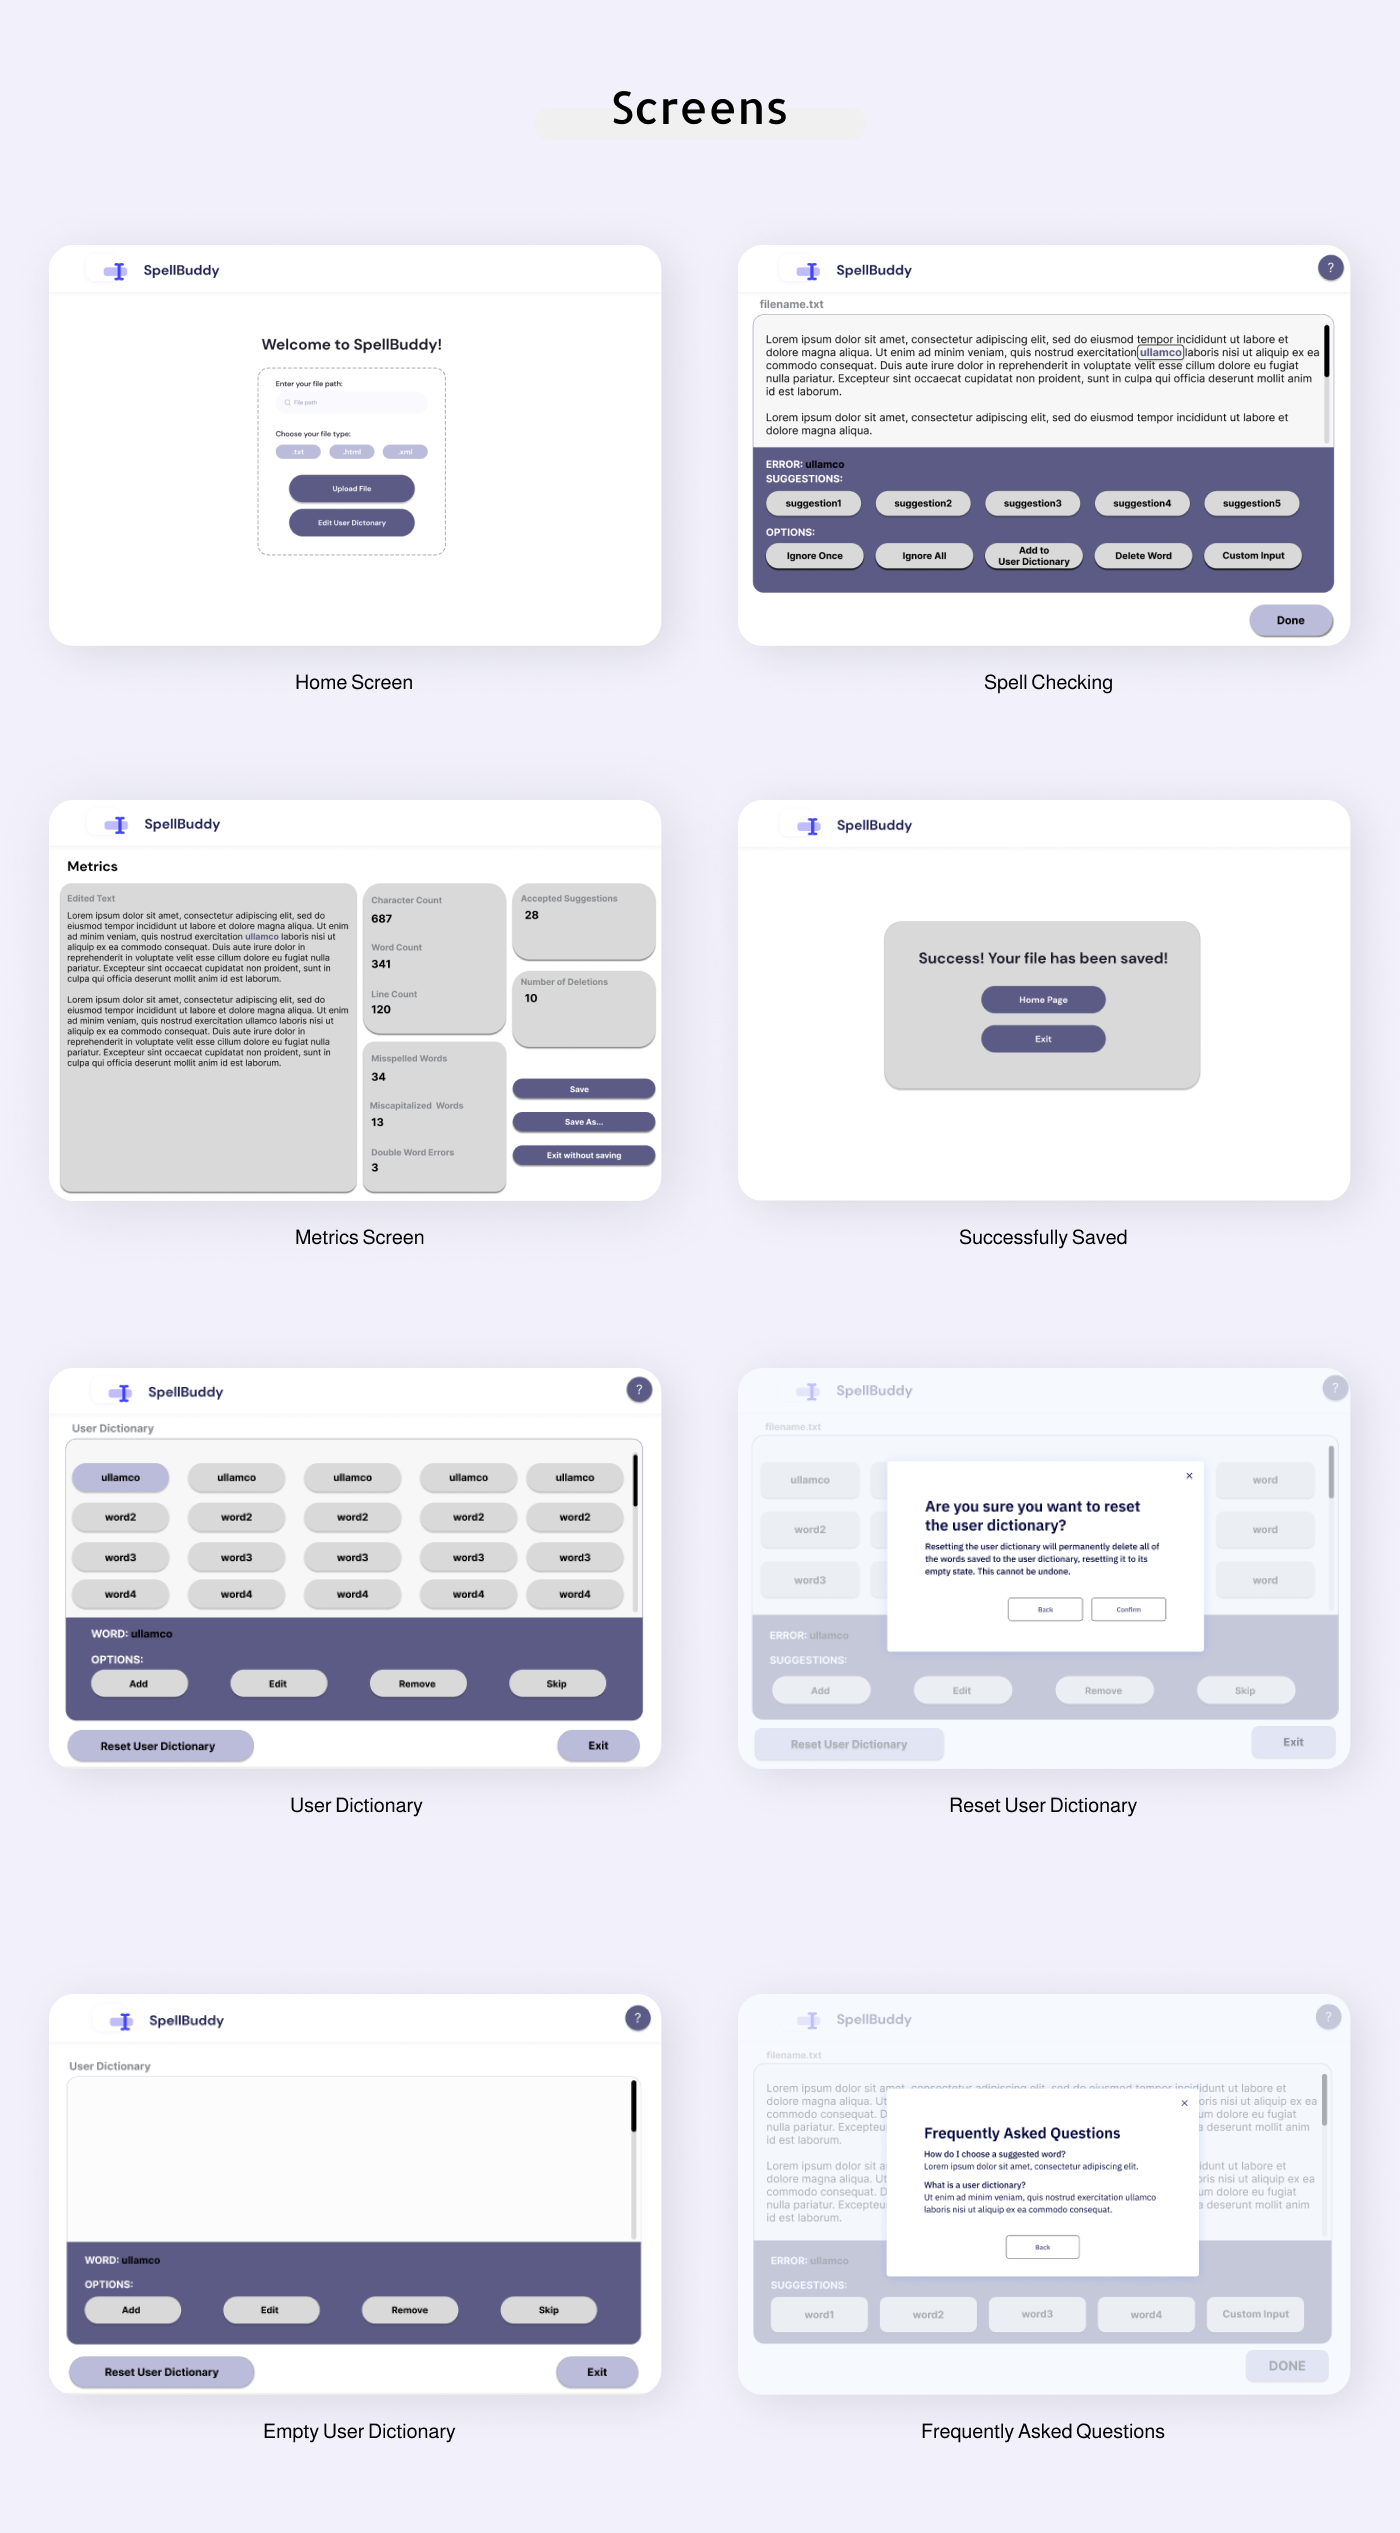 Screens
SpellBuddy
Welcome to SpellBuddy!
Enter your file path:
File path
Choose your file type:
.txt .html .xml
Upload File
Edit User Dictonary
Home Screen
SpellBuddy
?
filename.txt
Lorem ipsum dolor sit amet, consectetur adipiscing elit, sed do eiusmod tempor incididunt ut labore et
dolore magna aliqua. Ut enim ad minim veniam, quis nostrud exercitation ullamco laboris nisi ut aliquip ex ea
commodo consequat. Duis aute irure dolor in reprehenderit in voluptate velit esse cillum dolore eu fugiat
nulla pariatur. Excepteur sint occaecat cupidatat non proident, sunt in culpa qui officia deserunt mollit anim
id est laborum.
Lorem ipsum dolor sit amet, consectetur adipiscing elit, sed do eiusmod tempor incididunt ut labore et
dolore magna aliqua.
ERROR: ullamco
SUGGESTIONS:
suggestion1 suggestion2 suggestion3 suggestion4 suggestion5
OPTIONS:
Ignore Once Ignore All Add to User Dictionary Delete Word Custom Input
Done
Spell Checking
SpellBuddy
Metrics
Edited Text
Lorem ipsum dolor sit amet, consectetur adipiscing elit, sed do
eiusmod tempor incididunt ut labore et dolore magna aliqua. Ut enim
ad minim veniam, quis nostrud exercitation ullamco laboris nisi ut
aliquip ex ea commodo consequat. Duis aute irure dolor in
reprehenderit in voluptate velit esse cillum dolore eu fugiat nulla
pariatur. Excepteur sint occaecat cupidatat non proident, sunt in
culpa qui officia deserunt mollit anim id est laborum.
Lorem ipsum dolor sit amet, consectetur adipiscing elit, sed do
eiusmod tempor incididunt ut labore et dolore magna aliqua. Ut enim
ad minim veniam, quis nostrud exercitation ullamco laboris nisi ut
aliquip ex ea commodo consequat. Duis aute irure dolor in
reprehenderit in voluptate velit esse cillum dolore eu fugiat nulla
pariatur. Excepteur sint occaecat cupidatat non proident, sunt in
culpa qui officia deserunt mollit anim id est laborum.
Character Count
687
Word Count
341
Line Count
120
Misspelled Words
34
Miscapitalized Words
13
Double Word Errors
3
Accepted Suggestions
28
Number of Deletions
10
Save
Save As...
Exit without saving
Metrics Screen
SpellBuddy
Success! Your file has been saved!
Home Page
Exit
Successfully Saved
SpellBuddy
?
User Dictionary
ullamco ullamco ullamco ullamco ullamco
word2 word2 word2 word2 word2
word3 word3 word3 word3 word3
word4 word4 word4 word4 word4
WORD: ullamco
OPTIONS:
Add Edit Remove Skip
Reset User Dictionary Exit
User Dictionary
SpellBuddy
?
filename.txt
ullamco word
word2 word
word3 word
×
Are you sure you want to reset
the user dictionary?
Resetting the user dictionary will permanently delete all of
the words saved to the user dictionary, resetting it to its
empty state. This cannot be undone.
Back Confirm
ERROR: ullamco
SUGGESTIONS:
Add Edit Remove Skip
Reset User Dictionary Exit
Reset User Dictionary
SpellBuddy
?
User Dictionary
WORD: ullamco
OPTIONS:
Add Edit Remove Skip
Reset User Dictionary Exit
Empty User Dictionary
SpellBuddy
?
filename.txt
Lorem ipsum dolor sit amet, consectetur adipiscing elit, sed do eiusmod tempor incididunt ut labore et
dolore magna aliqua. Ut oris nisi ut aliquip ex ea
commodo consequat. D um dolore eu fugiat
nulla pariatur. Excepteu a deserunt mollit anim
id est laborum.
Lorem ipsum dolor sit a idunt ut labore et
dolore magna aliqua. Ut oris nisi ut aliquip ex ea
commodo consequat. D um dolore eu fugiat
nulla pariatur. Excepteu a deserunt mollit anim
id est laborum.
×
Frequently Asked Questions
How do I choose a suggested word?
Lorem ipsum dolor sit amet, consectetur adipiscing elit.
What is a user dictionary?
Ut enim ad minim veniam, quis nostrud exercitation ullamco
laboris nisi ut aliquip ex ea commodo consequat.
Back
ERROR: ullamco
SUGGESTIONS:
word1 word2 word3 word4 Custom Input
DONE
Frequently Asked Questions